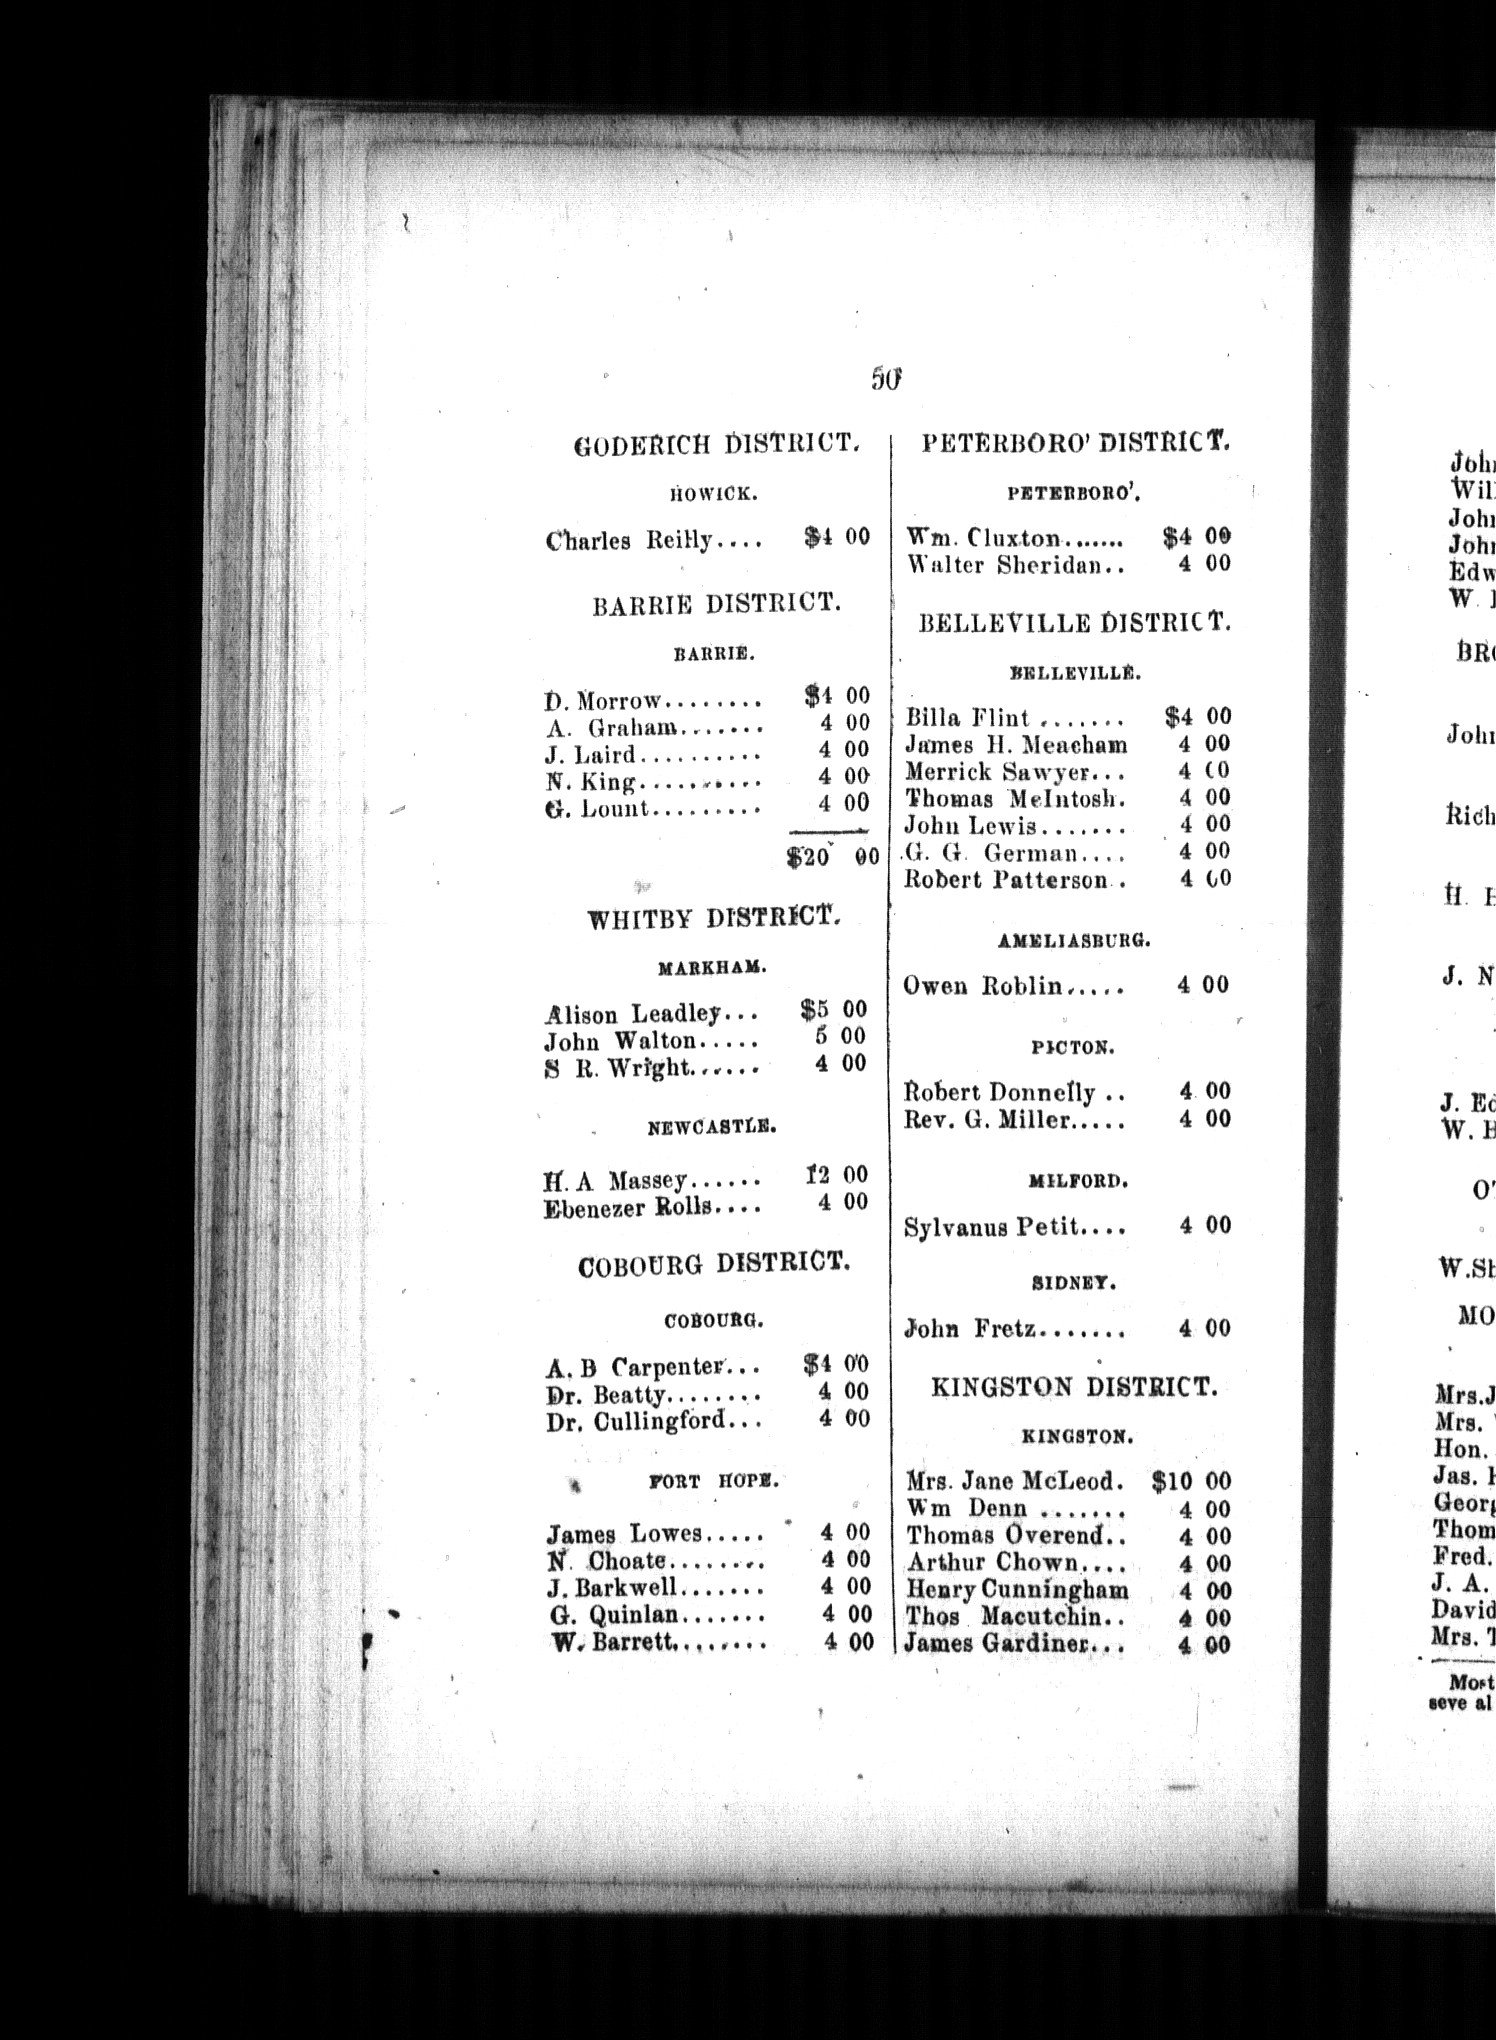 50
GODERICH DISTRICT.
HOWICK.
Charles Reilly.... $4 00
BARRIE DISTRICT.
BARRIE.
D. Morrow........ $4 00
A. Graham....... 4 00
J. Laird.......... 4 00
N. King.......... 4 00
G. Lount......... 4 00
$20 00
WHITBY DISTRICT.
MARKHAM.
Alison Leadley... $5 00
John Walton..... 5 00
S R. Wright...... 4 00
NEWCASTLE.
H. A Massey...... 12 00
Ebenezer Rolls.... 4 00
COBOURG DISTRICT.
COBOURG.
A. B Carpenter... $4 00
Dr. Beatty........ 4 00
Dr. Cullingford... 4 00
PORT HOPE.
James Lowes..... 4 00
N. Choate........ 4 00
J. Barkwell....... 4 00
G. Quinlan....... 4 00
W. Barrett........ 4 00
PETERBORO' DISTRICT.
PETERBORO'.
Wm. Cluxton....... $4 00
Walter Sheridan.. 4 00
BELLEVILLE DISTRICT.
BELLEVILLE.
Billa Flint ....... $4 00
James H. Meacham 4 00
Merrick Sawyer... 4 00
Thomas McIntosh. 4 00
John Lewis....... 4 00
G. G. German.... 4 00
Robert Patterson.. 4 00
AMELIASBURG.
Owen Roblin..... 4 00
PICTON.
Robert Donnelly .. 4 00
Rev. G. Miller..... 4 00
MILFORD.
Sylvanus Petit.... 4 00
SIDNEY.
John Fretz....... 4 00
KINGSTON DISTRICT.
KINGSTON.
Mrs. Jane McLeod. $10 00
Wm Denn ....... 4 00
Thomas Overend.. 4 00
Arthur Chown.... 4 00
Henry Cunningham 4 00
Thos Macutchin.. 4 00
James Gardiner... 4 00
W.
J. N
J.
W.
MO
Mrs.J
Mrs.
Hon.
Jas.
Fred.
J. A.
David
Mrs.